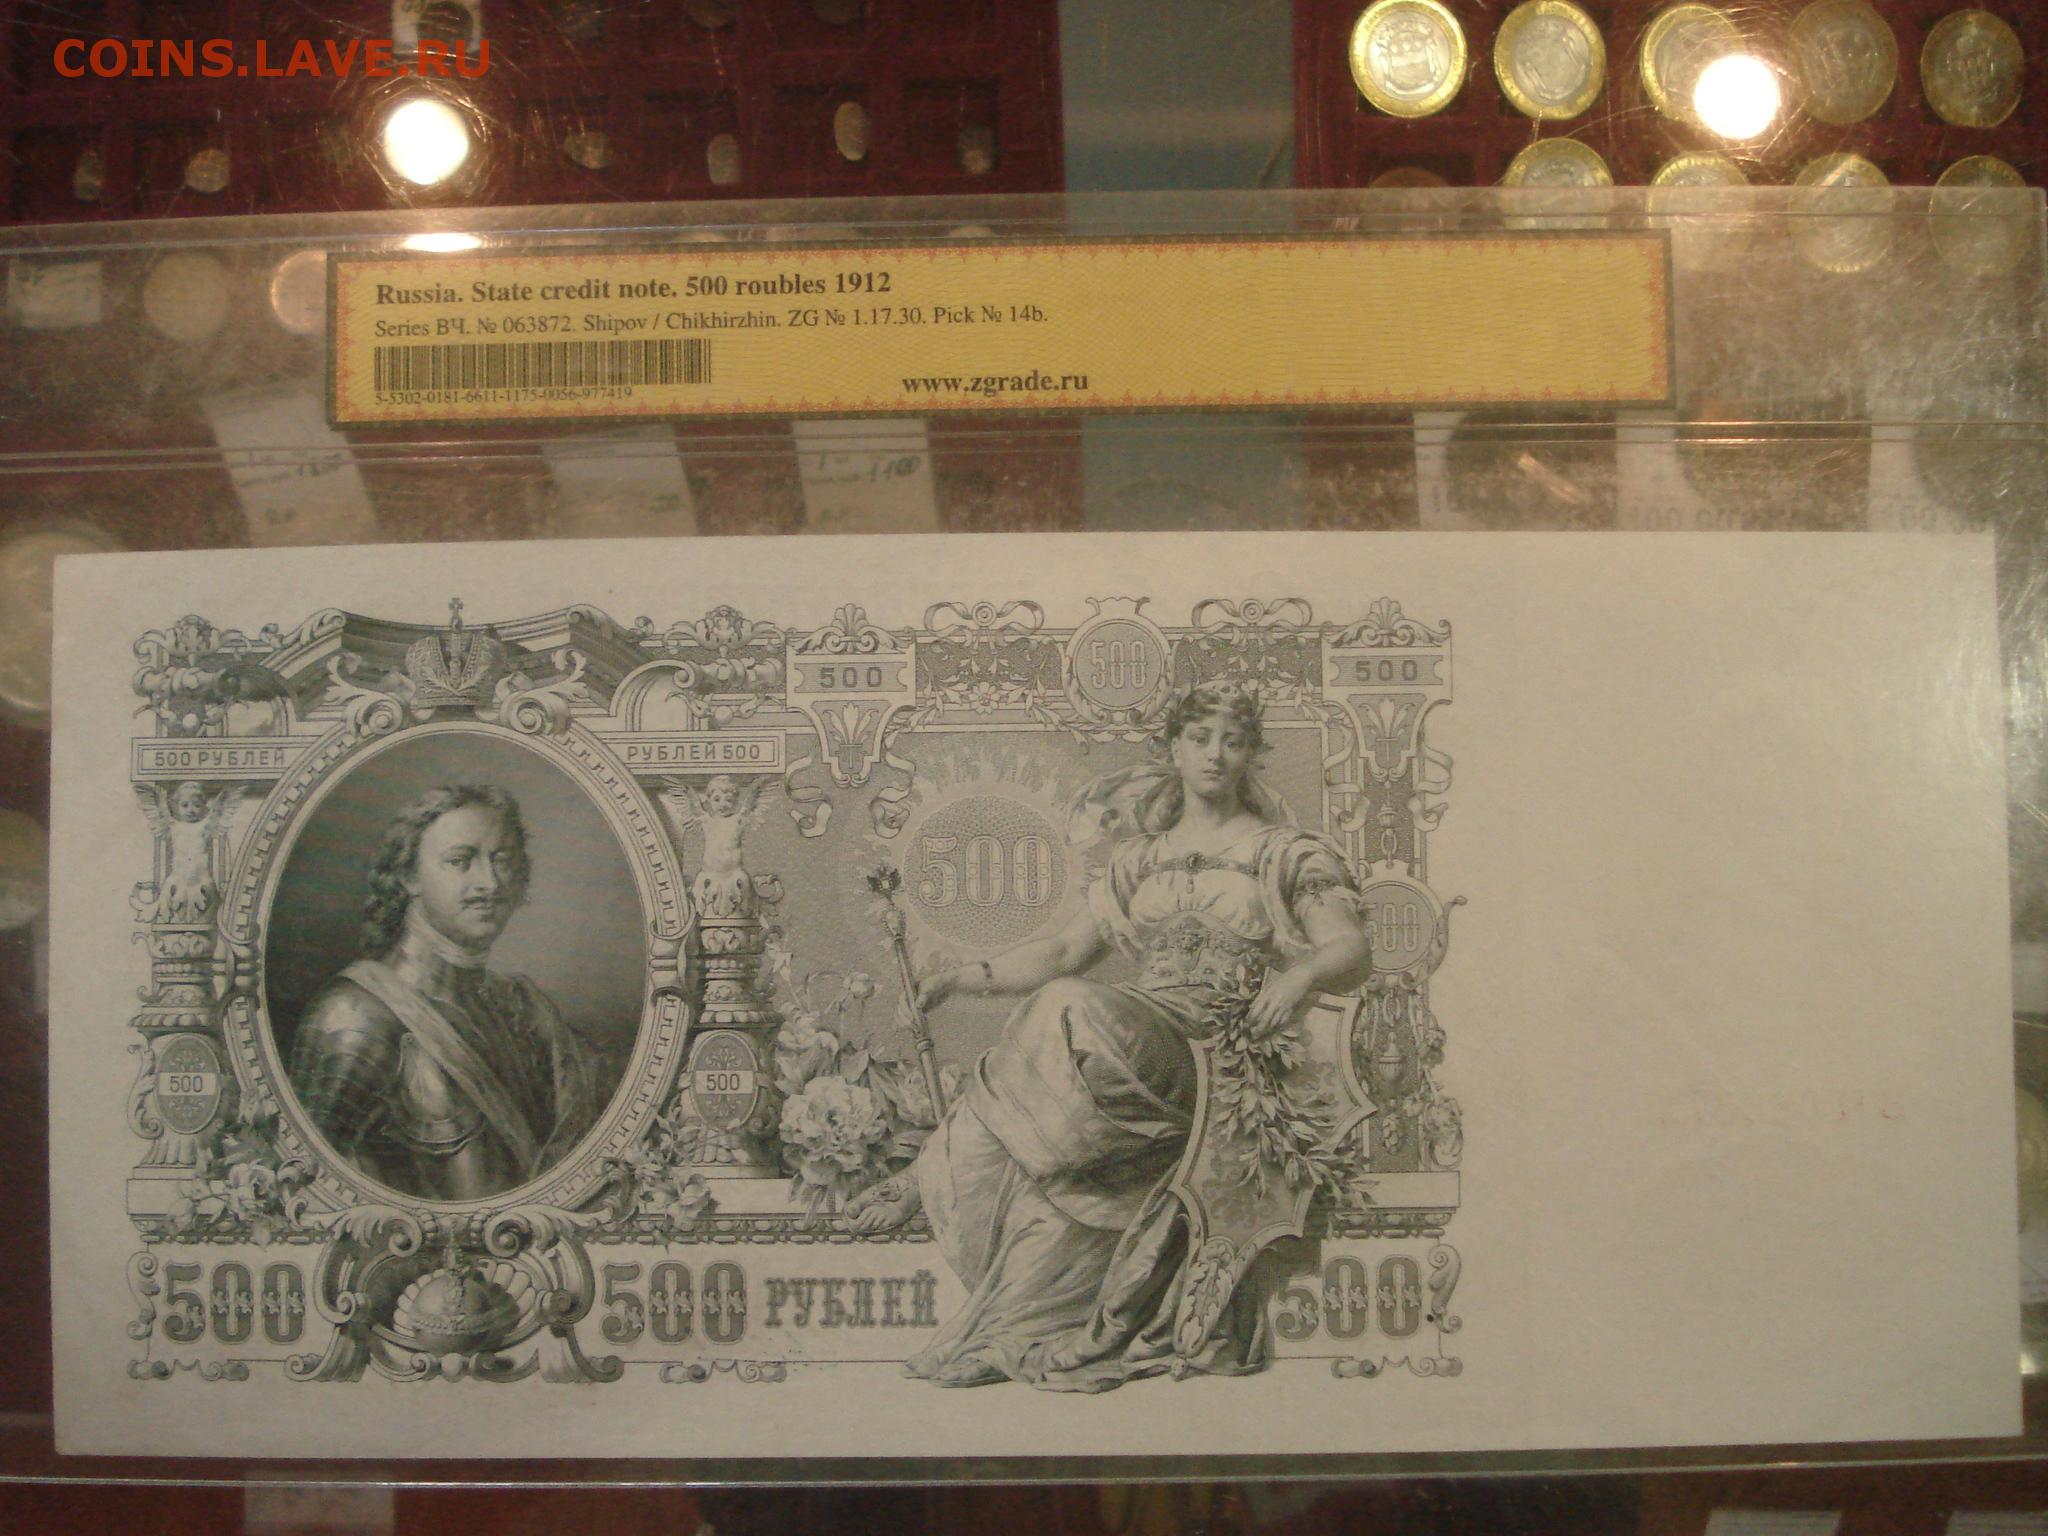 COINS.LAVE.RU
Russia. State credit note. 500 roubles 1912
Series ВЧ. № 063872. Shipov / Chikhirzhin. ZG № 1.17.30. Pick № 14b.
5-5302-0181-6611-1175-0056-977419
www.zgrade.ru
500 500 500
500 РУБЛЕЙ РУБЛЕЙ 500
500
500
500 500
500 500 РУБЛЕЙ 500